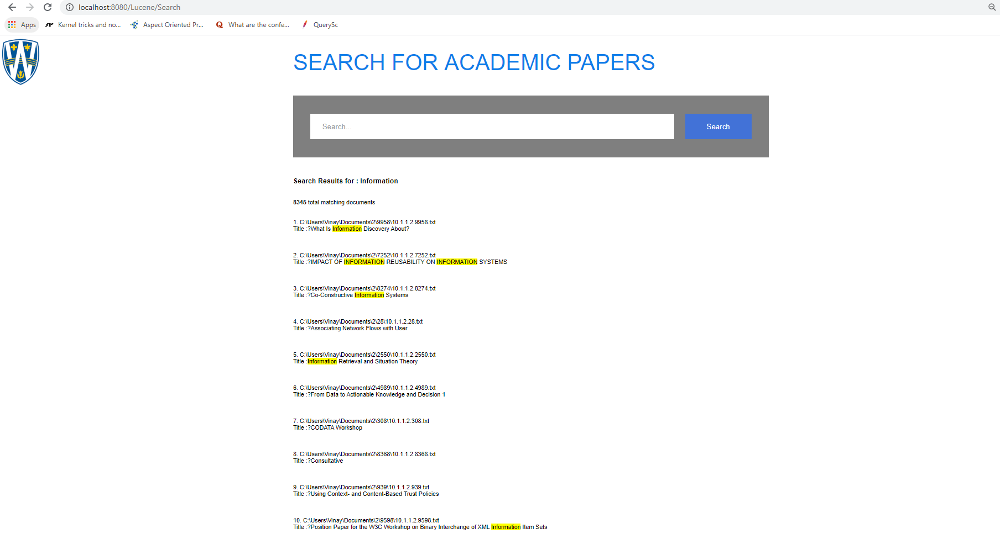 localhost:8080/Lucene/Search
Apps Kernel tricks and no... Aspect Oriented Pr... What are the confe... QuerySc
SEARCH FOR ACADEMIC PAPERS
Search... Search
Search Results for : Information
8345 total matching documents
1. C:\Users\Vinay\Documents\2\9958\10.1.1.2.9958.txt
Title :?What Is Information Discovery About?
2. C:\Users\Vinay\Documents\2\7252\10.1.1.2.7252.txt
Title :?IMPACT OF INFORMATION REUSABILITY ON INFORMATION SYSTEMS
3. C:\Users\Vinay\Documents\2\8274\10.1.1.2.8274.txt
Title :?Co-Constructive Information Systems
4. C:\Users\Vinay\Documents\2\28\10.1.1.2.28.txt
Title :?Associating Network Flows with User
5. C:\Users\Vinay\Documents\2\2550\10.1.1.2.2550.txt
Title :Information Retrieval and Situation Theory
6. C:\Users\Vinay\Documents\2\4989\10.1.1.2.4989.txt
Title :?From Data to Actionable Knowledge and Decision 1
7. C:\Users\Vinay\Documents\2\308\10.1.1.2.308.txt
Title :?CODATA Workshop
8. C:\Users\Vinay\Documents\2\8368\10.1.1.2.8368.txt
Title :?Consultative
9. C:\Users\Vinay\Documents\2\939\10.1.1.2.939.txt
Title :?Using Context- and Content-Based Trust Policies
10. C:\Users\Vinay\Documents\2\9598\10.1.1.2.9598.txt
Title :?Position Paper for the W3C Workshop on Binary Interchange of XML Information Item Sets